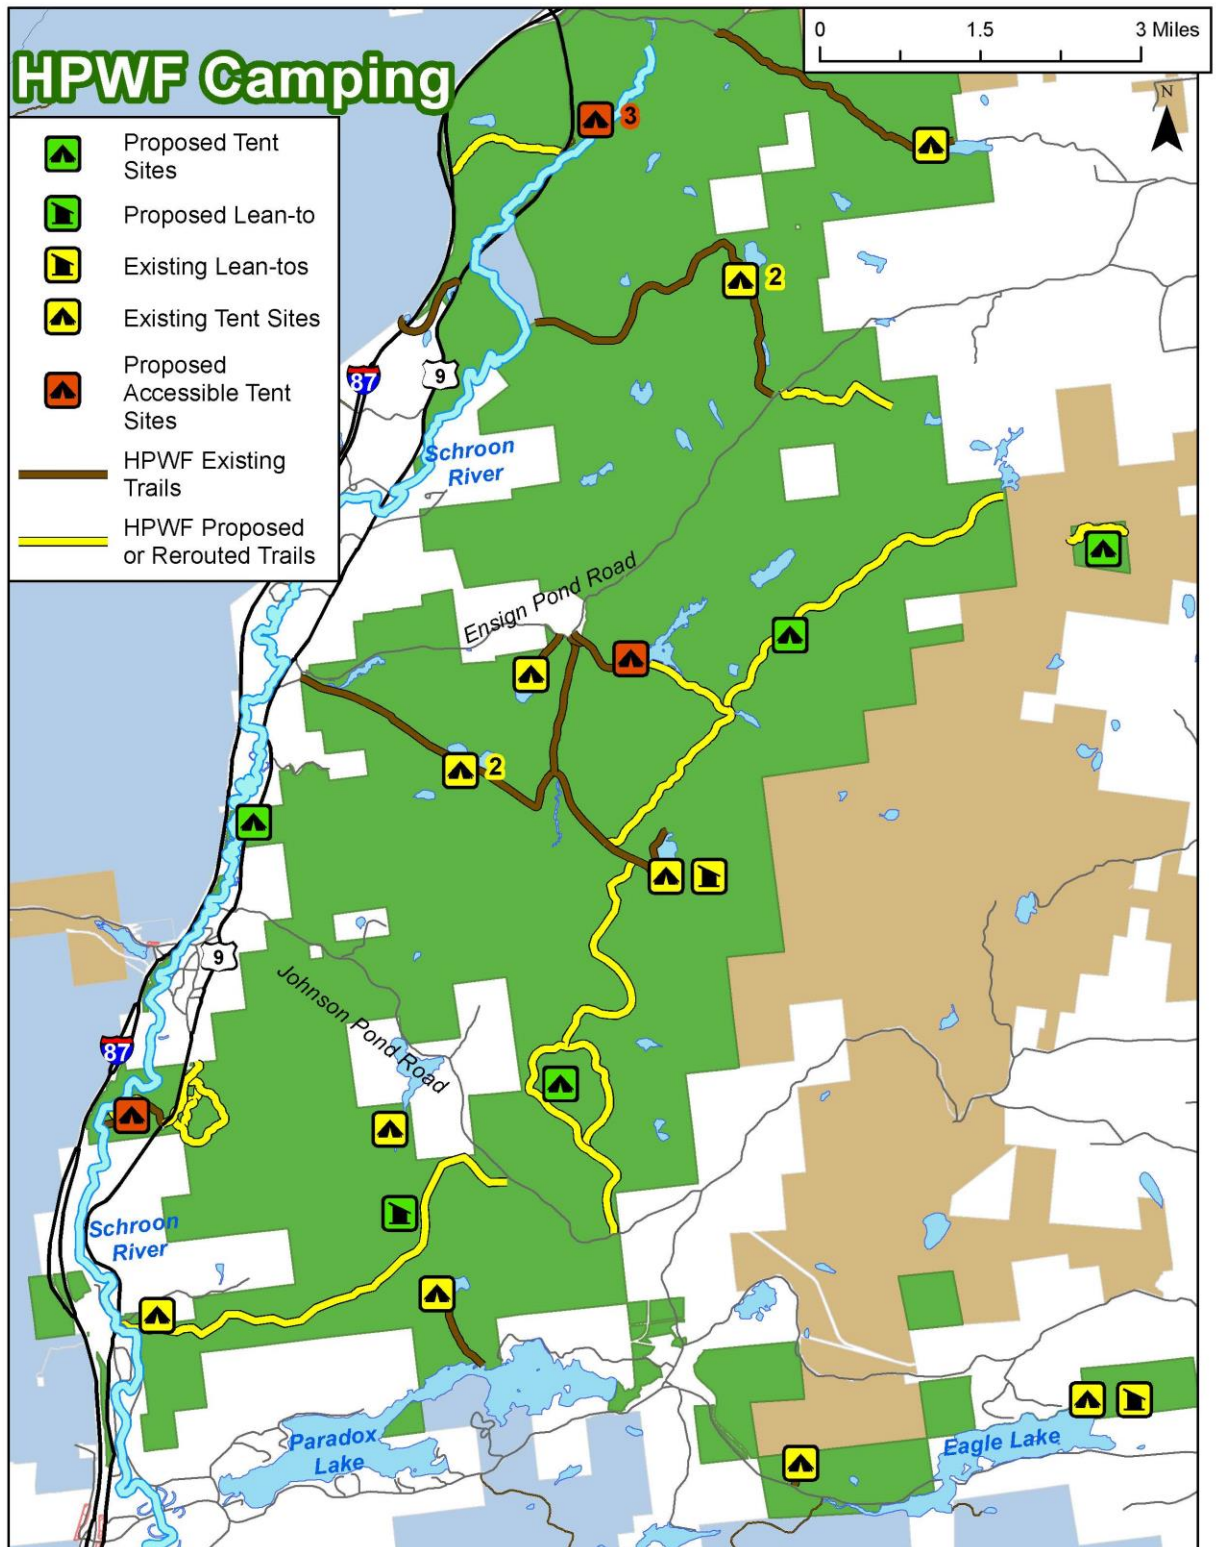 HPWF Camping
0 1.5 3 Miles
N
Proposed Tent
Sites
Proposed Lean-to
Existing Lean-tos
Existing Tent Sites
Proposed
Accessible Tent
Sites
HPWF Existing
Trails
HPWF Proposed
or Rerouted Trails
3
2
87
9
Schroon
River
Ensign Pond Road
2
9
Johnson Pond Road
87
Schroon
River
Paradox
Lake
Eagle Lake